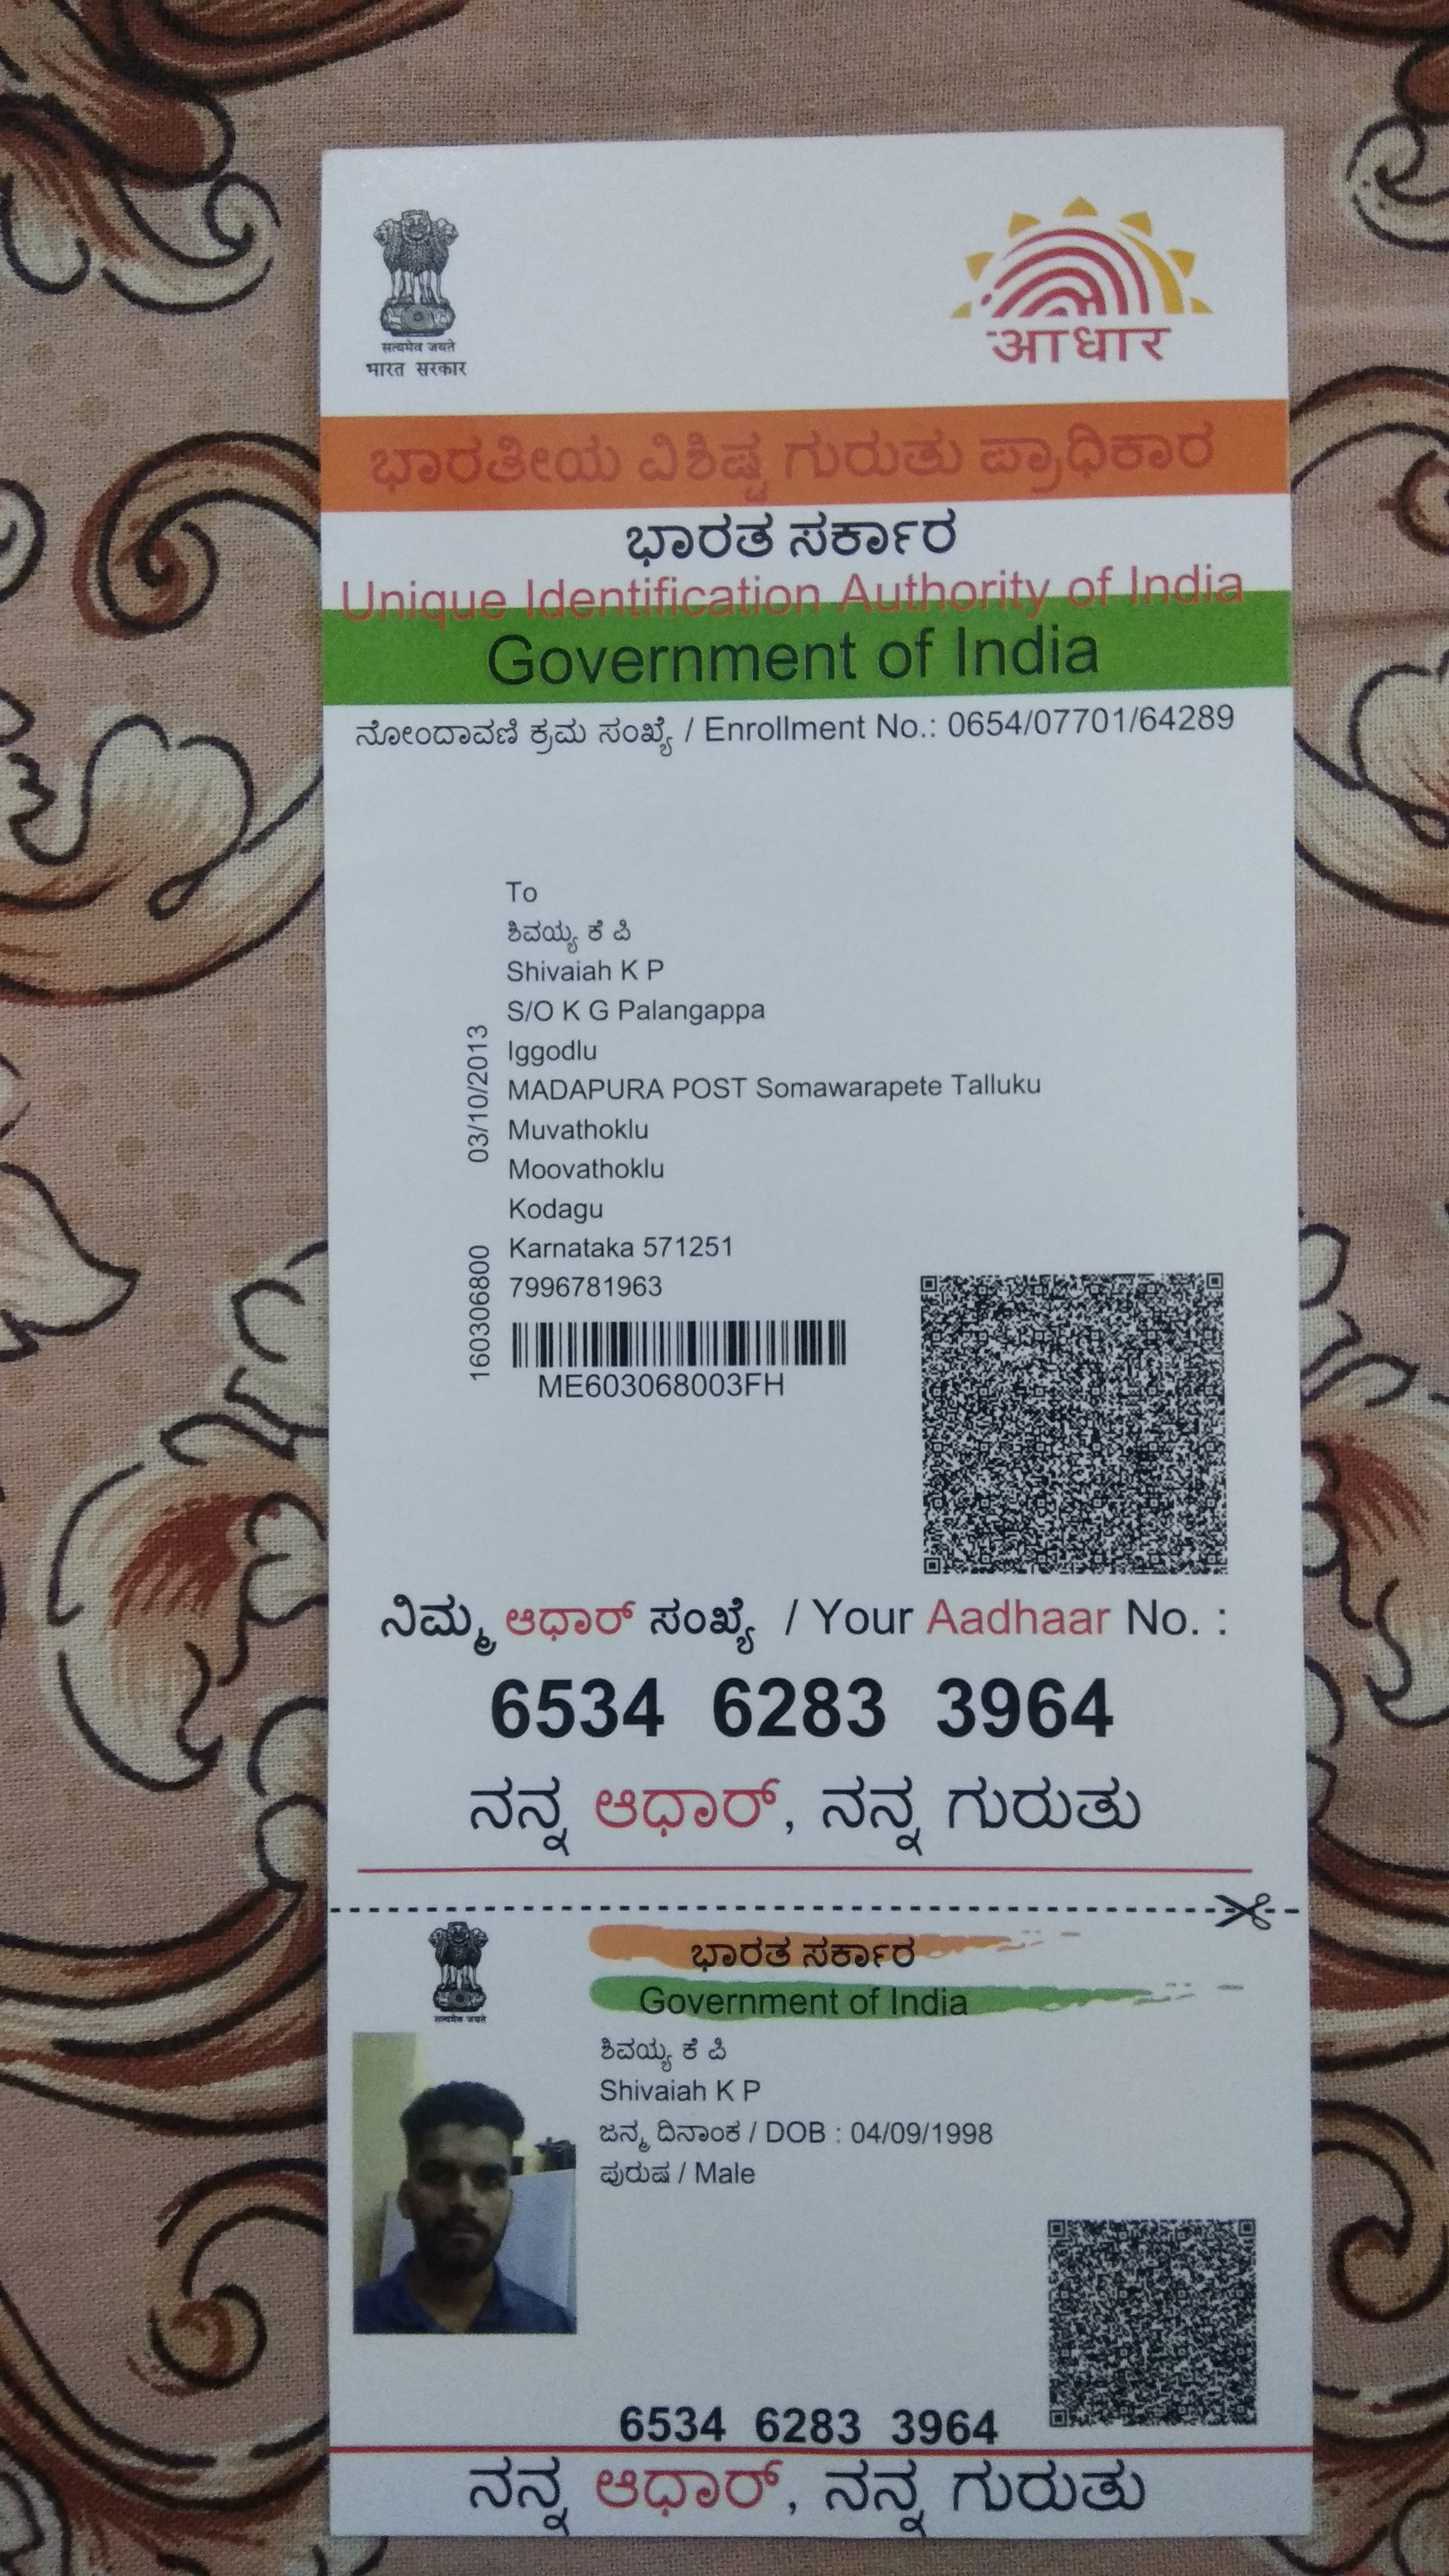 सत्यमेव जयते
भारत सरकार
आधार
ಭಾರತೀಯ ವಿಶಿಷ್ಟ ಗುರುತು ಪ್ರಾಧಿಕಾರ
ಭಾರತ ಸರ್ಕಾರ
Unique Identification Authority of India
Government of India
ನೋಂದಾವಣಿ ಕ್ರಮ ಸಂಖ್ಯೆ / Enrollment No.: 0654/07701/64289
To
ಶಿವಯ್ಯ ಕೆ ಪಿ
Shivaiah K P
S/O K G Palangappa
Iggodlu
MADAPURA POST Somawarapete Talluku
Muvathoklu
Moovathoklu
Kodagu
Karnataka 571251
7996781963
03/10/2013
160306800
ME603068003FH
ನಿಮ್ಮ ಆಧಾರ್ ಸಂಖ್ಯೆ / Your Aadhaar No. :
6534 6283 3964
ನನ್ನ ಆಧಾರ್, ನನ್ನ ಗುರುತು
सत्यमेव जयते
ಭಾರತ ಸರ್ಕಾರ
Government of India
ಶಿವಯ್ಯ ಕೆ ಪಿ
Shivaiah K P
ಜನ್ಮ ದಿನಾಂಕ / DOB : 04/09/1998
ಪುರುಷ / Male
6534 6283 3964
ನನ್ನ ಆಧಾರ್, ನನ್ನ ಗುರುತು